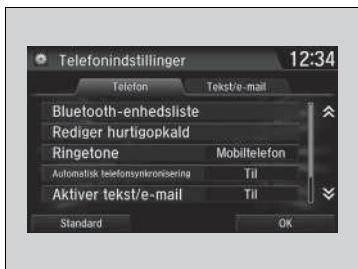 Telefonindstillinger 12:34
Telefon Tekst/e-mail
Bluetooth-enhedsliste
Rediger hurtigopkald
Ringetone Mobiltelefon
Automatisk telefonsynkronisering Til
Aktiver tekst/e-mail Til
Standard OK